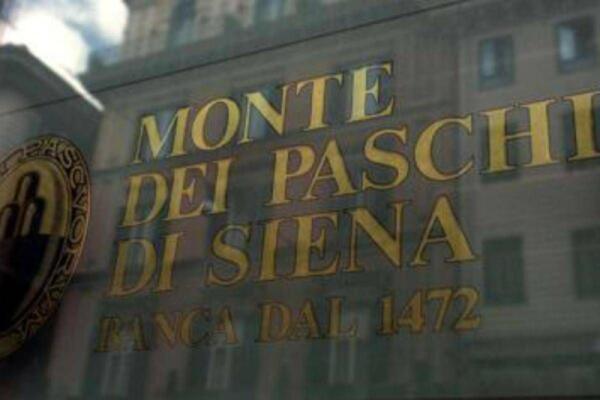 MONTE
DEI PASCHI
DI SIENA
BANCA DAL 1472